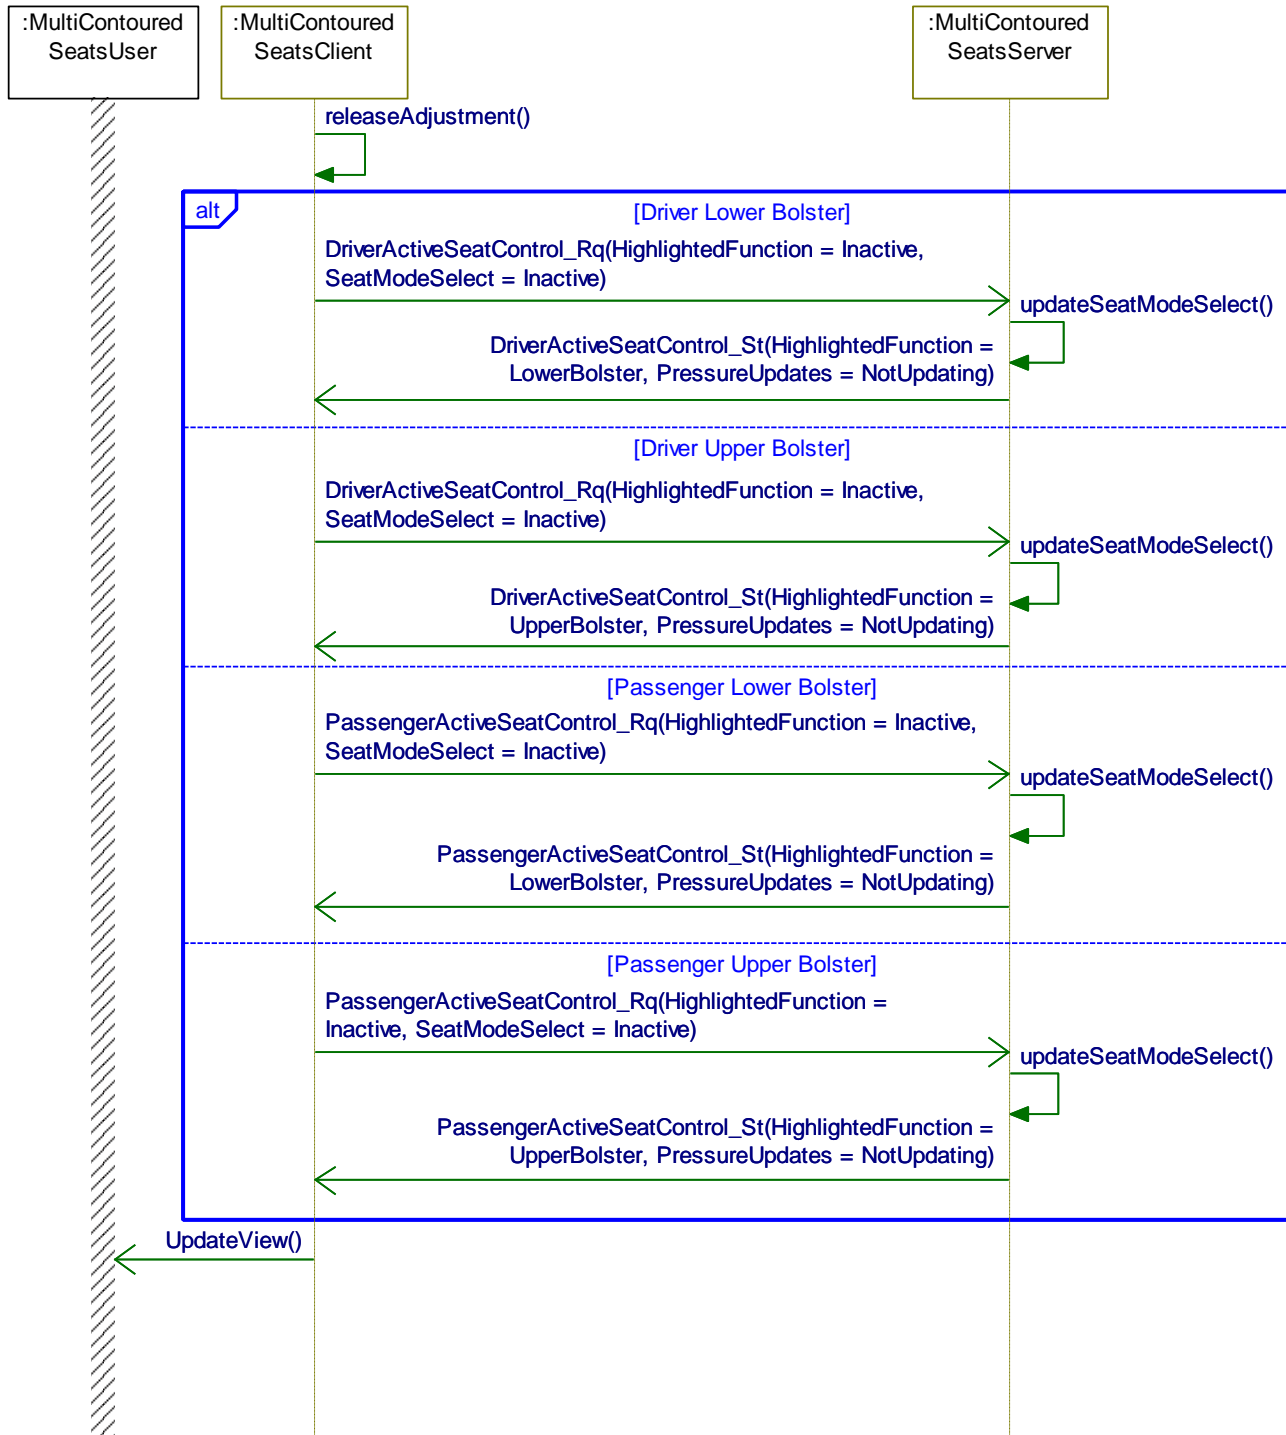 :MultiContoured
SeatsUser
:MultiContoured
SeatsClient
:MultiContoured
SeatsServer
releaseAdjustment()
alt
[Driver Lower Bolster]
DriverActiveSeatControl_Rq(HighlightedFunction = Inactive,
SeatModeSelect = Inactive)
updateSeatModeSelect()
DriverActiveSeatControl_St(HighlightedFunction =
LowerBolster, PressureUpdates = NotUpdating)
[Driver Upper Bolster]
DriverActiveSeatControl_Rq(HighlightedFunction = Inactive,
SeatModeSelect = Inactive)
updateSeatModeSelect()
DriverActiveSeatControl_St(HighlightedFunction =
UpperBolster, PressureUpdates = NotUpdating)
[Passenger Lower Bolster]
PassengerActiveSeatControl_Rq(HighlightedFunction = Inactive,
SeatModeSelect = Inactive)
updateSeatModeSelect()
PassengerActiveSeatControl_St(HighlightedFunction =
LowerBolster, PressureUpdates = NotUpdating)
[Passenger Upper Bolster]
PassengerActiveSeatControl_Rq(HighlightedFunction =
Inactive, SeatModeSelect = Inactive)
updateSeatModeSelect()
PassengerActiveSeatControl_St(HighlightedFunction =
UpperBolster, PressureUpdates = NotUpdating)
UpdateView()